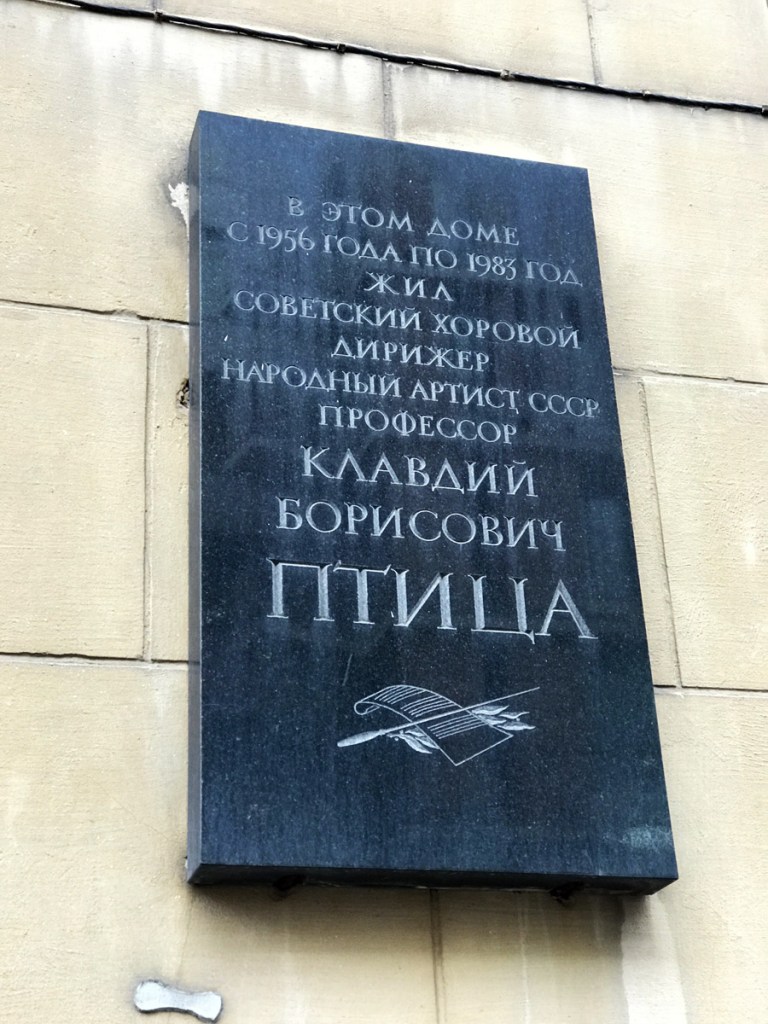 В ЭТОМ ДОМЕ
С 1956 ГОДА ПО 1983 ГОД
ЖИЛ
СОВЕТСКИЙ ХОРОВОЙ
ДИРИЖЕР
НАРОДНЫЙ АРТИСТ СССР
ПРОФЕССОР
КЛАВДИЙ
БОРИСОВИЧ
ПТИЦА